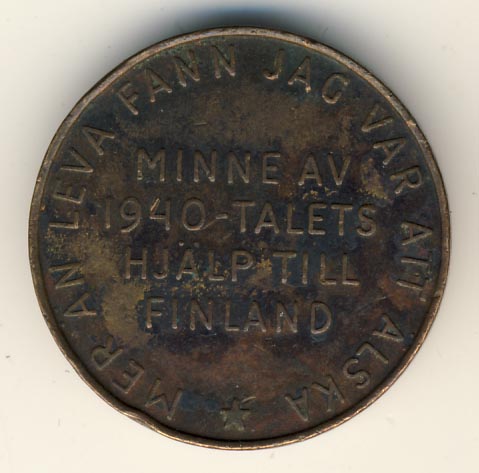 MER ÄN LEVA FANN JAG VAR ATT ÄLSKA
MINNE AV
1940-TALETS
HJÄLP TILL
FINLAND